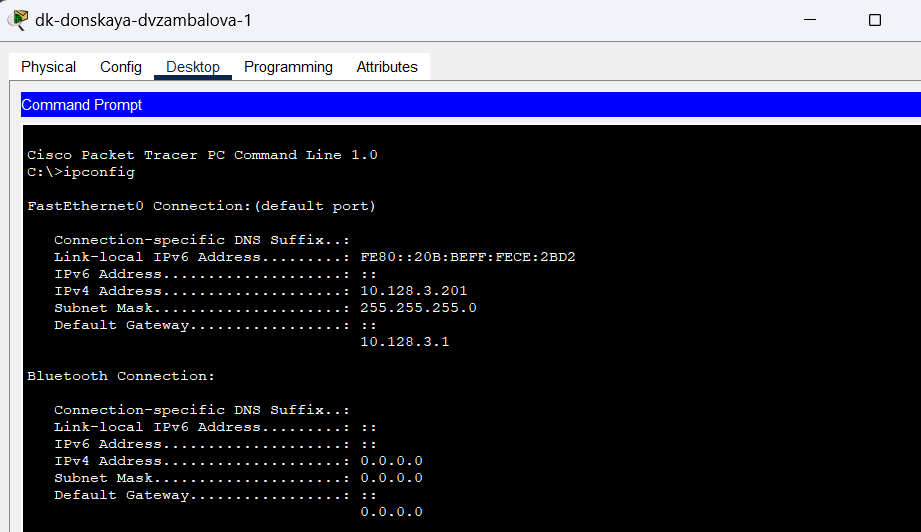 dk-donskaya-dvzambalova-1
Physical Config Desktop Programming Attributes
Command Prompt
Cisco Packet Tracer PC Command Line 1.0
C:\>ipconfig
FastEthernet0 Connection:(default port)
Connection-specific DNS Suffix..:
Link-local IPv6 Address.........: FE80::20B:BEFF:FECE:2BD2
IPv6 Address....................: ::
IPv4 Address....................: 10.128.3.201
Subnet Mask.....................: 255.255.255.0
Default Gateway.................: ::
10.128.3.1
Bluetooth Connection:
Connection-specific DNS Suffix..:
Link-local IPv6 Address.........: ::
IPv6 Address....................: ::
IPv4 Address....................: 0.0.0.0
Subnet Mask.....................: 0.0.0.0
Default Gateway.................: ::
0.0.0.0